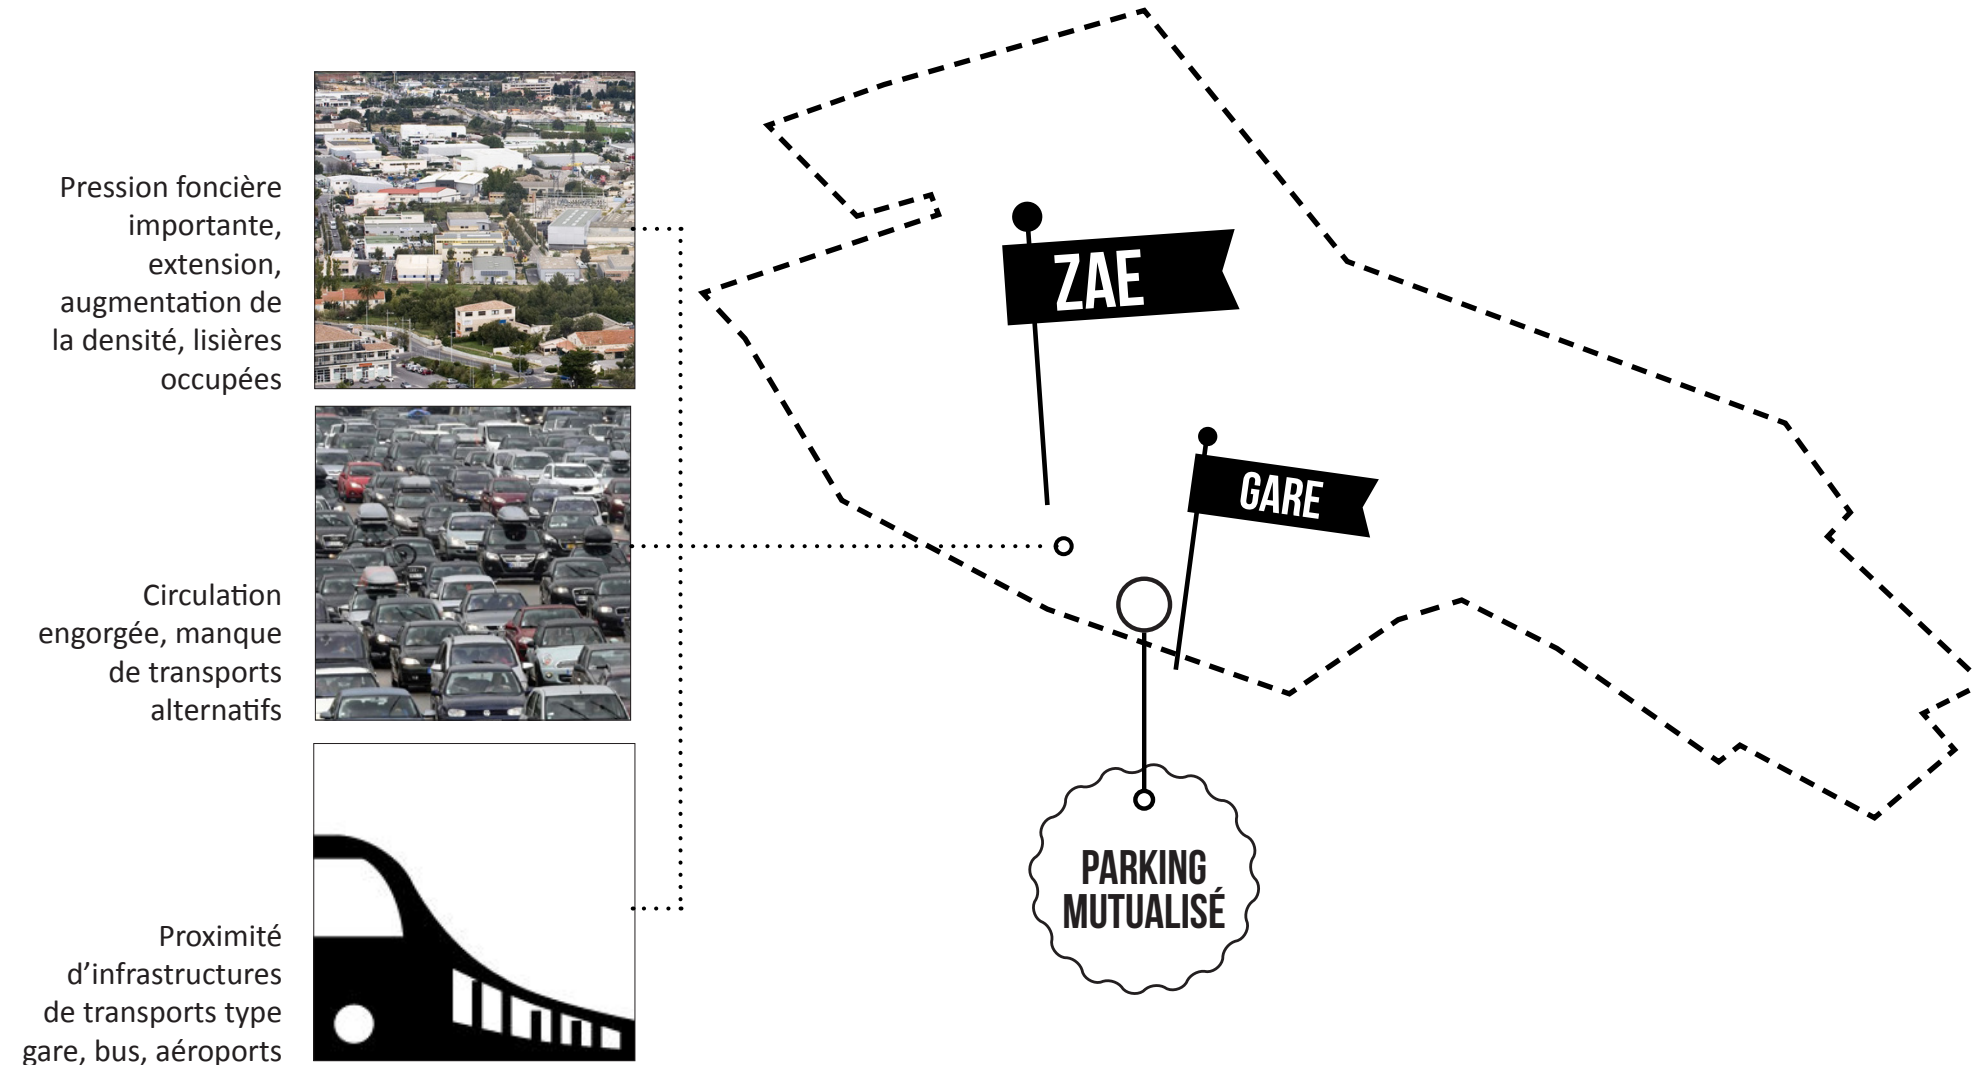 Pression foncière
importante,
extension,
augmentation de
la densité, lisières
occupées
Circulation
engorgée, manque
de transports
alternatifs
Proximité
d’infrastructures
de transports type
gare, bus, aéroports
ZAE
GARE
PARKING
MUTUALISÉ